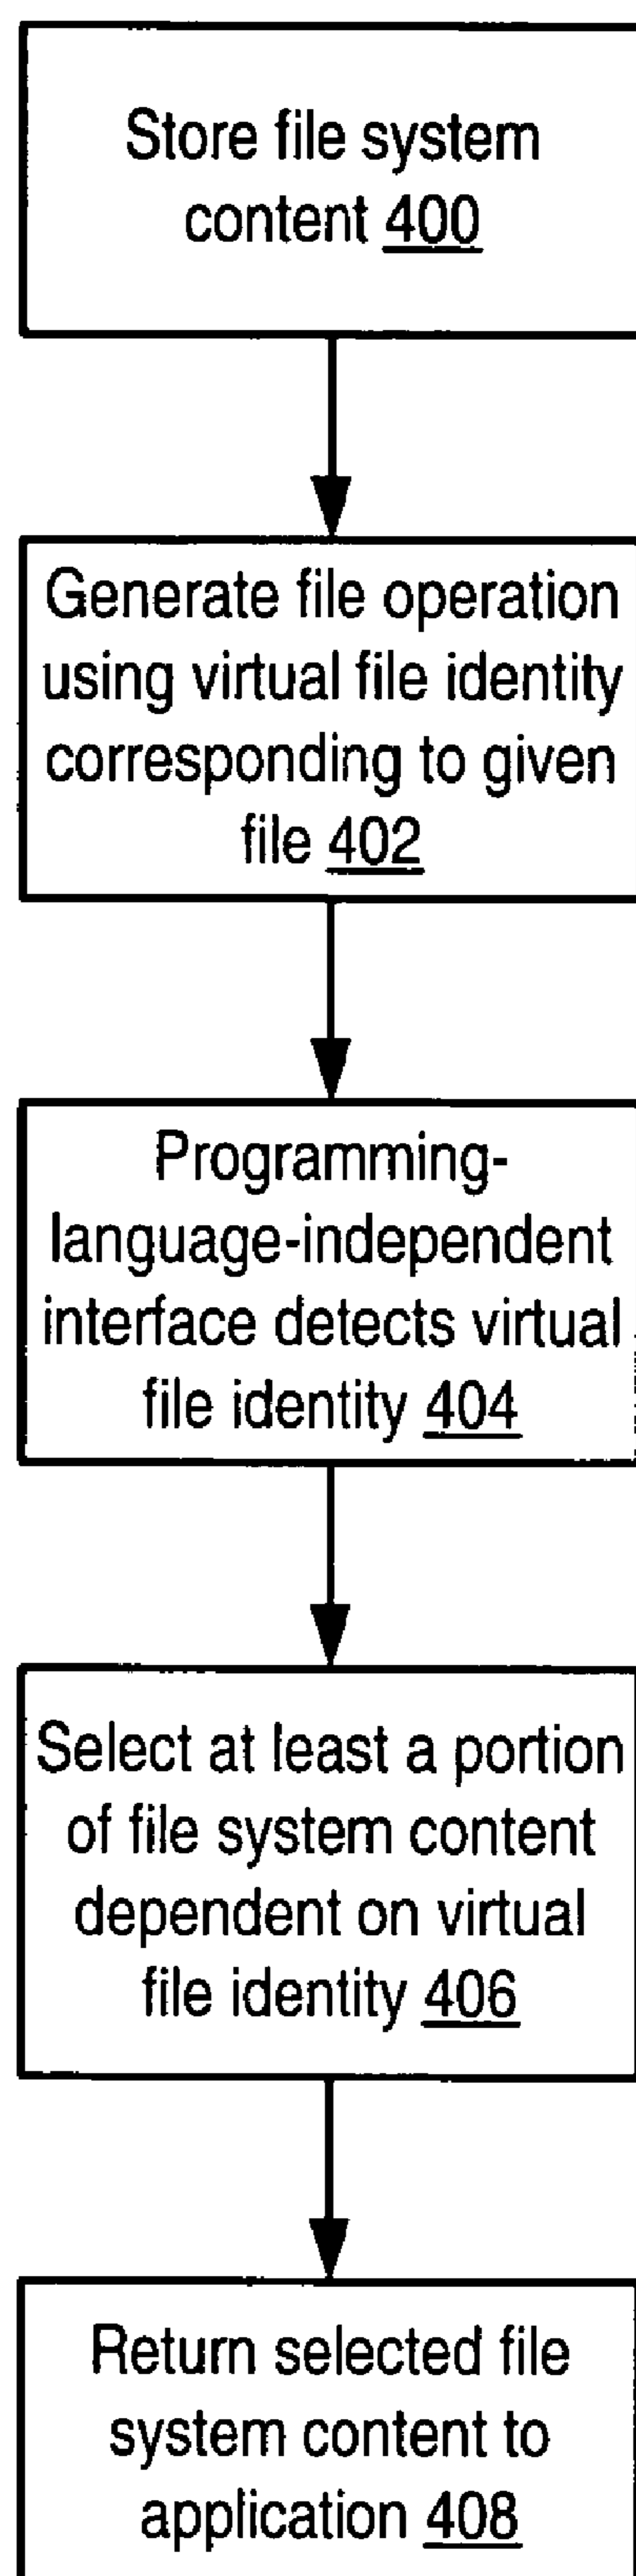 Store file system
content 400
Generate file operation
using virtual file identity
corresponding to given
file 402
Programming-
language-independent
interface detects virtual
file identity 404
Select at least a portion
of file system content
dependent on virtual
file identity 406
Return selected file
system content to
application 408